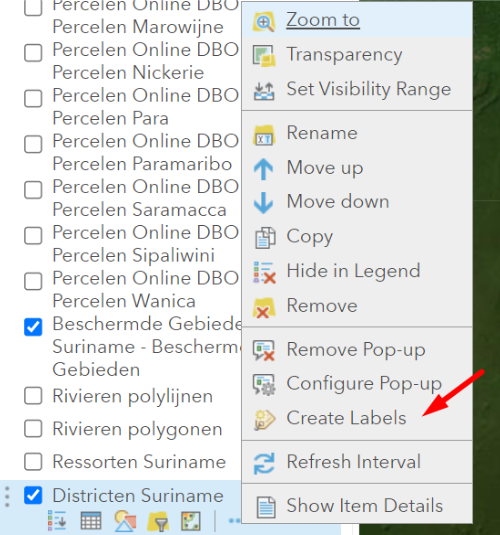 Percelen Online DBO
Percelen Marowijne
Percelen Online DBO
Percelen Nickerie
Percelen Online DBO
Percelen Para
Percelen Online DBO
Percelen Paramaribo
Percelen Online DBO
Percelen Saramacca
Percelen Online DBO
Percelen Sipaliwini
Percelen Online DBO
Percelen Wanica
Beschermde Gebiede
Suriname - Bescherm
Gebieden
Rivieren polylijnen
Rivieren polygonen
Ressorten Suriname
Districten Suriname
Zoom to
Transparency
Set Visibility Range
Rename
Move up
Move down
Copy
Hide in Legend
Remove
Remove Pop-up
Configure Pop-up
Create Labels
Refresh Interval
Show Item Details